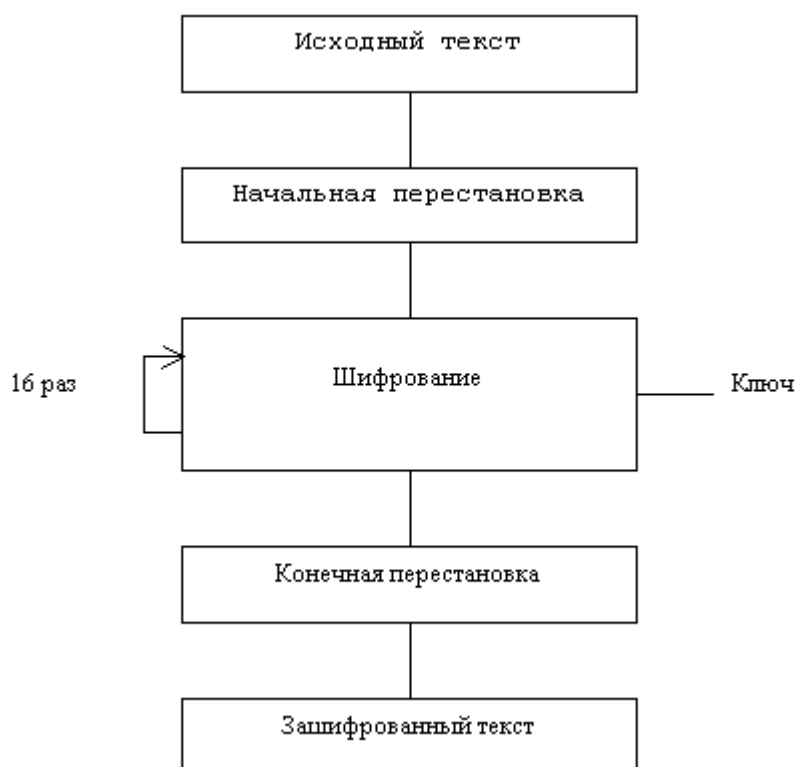 Исходный текст
Начальная перестановка
Шифрование
16 раз
Ключ
Конечная перестановка
Зашифрованный текст